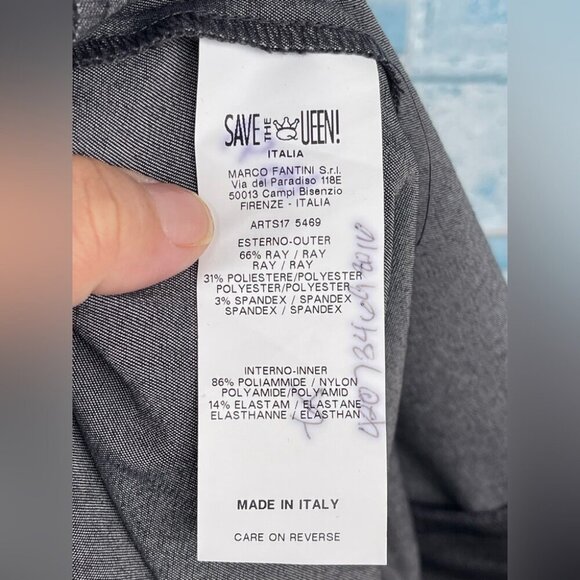 SAVE THE QUEEN!
ITALIA
MARCO FANTINI S.r.l.
Via del Paradiso 118E
50013 Campi Bisenzio
FIRENZE - ITALIA
ARTS17 5469
ESTERNO-OUTER
66% RAY / RAY
RAY / RAY
31% POLIESTERE/POLYESTER
POLYESTER/POLYESTER
3% SPANDEX / SPANDEX
SPANDEX / SPANDEX
INTERNO-INNER
86% POLIAMMIDE / NYLON
POLYAMIDE/POLYAMID
14% ELASTAM / ELASTANE
ELASTHANNE / ELASTHAN
MADE IN ITALY
CARE ON REVERSE